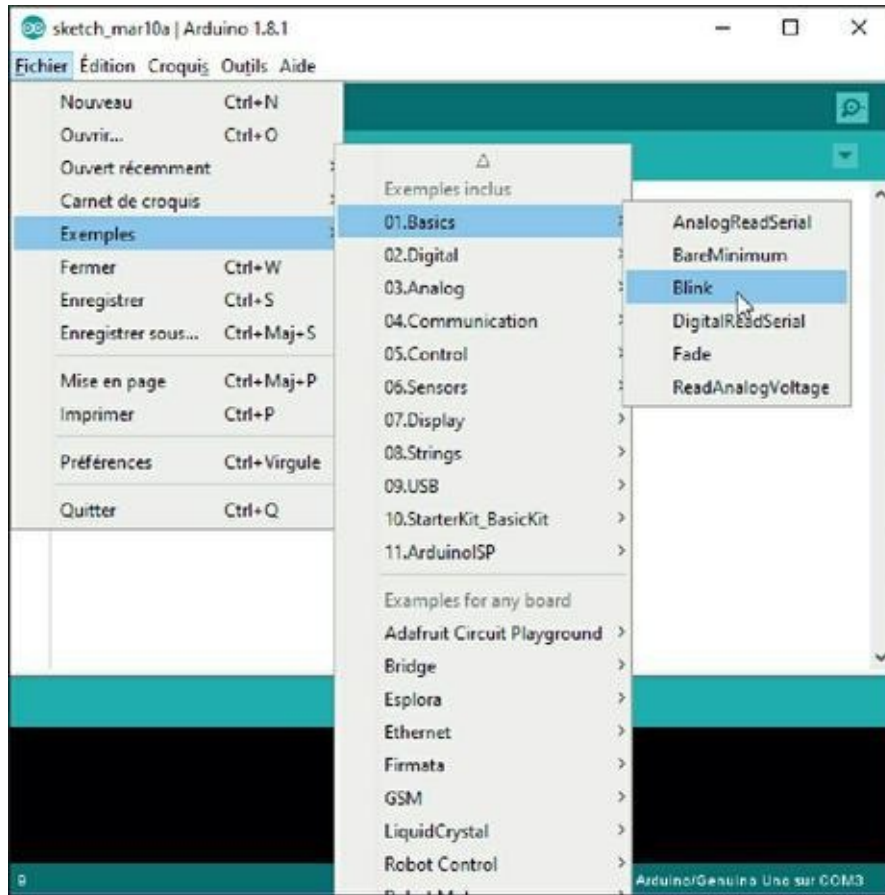 sketch_mar10a | Arduino 1.8.1
Fichier Édition Croquis Outils Aide
Nouveau Ctrl+N
Ouvrir... Ctrl+O
Ouvert récemment
Carnet de croquis
Exemples
Fermer Ctrl+W
Enregistrer Ctrl+S
Enregistrer sous... Ctrl+Maj+S
Mise en page Ctrl+Maj+P
Imprimer Ctrl+P
Préférences Ctrl+Virgule
Quitter Ctrl+Q
Exemples inclus
01.Basics
02.Digital
03.Analog
04.Communication
05.Control
06.Sensors
07.Display
08.Strings
09.USB
10.StarterKit_BasicKit
11.ArduinoISP
Examples for any board
Adafruit Circuit Playground
Bridge
Esplora
Ethernet
Firmata
GSM
LiquidCrystal
Robot Control
AnalogReadSerial
BareMinimum
Blink
DigitalReadSerial
Fade
ReadAnalogVoltage
9
Arduino/Genuino Uno sur COM3